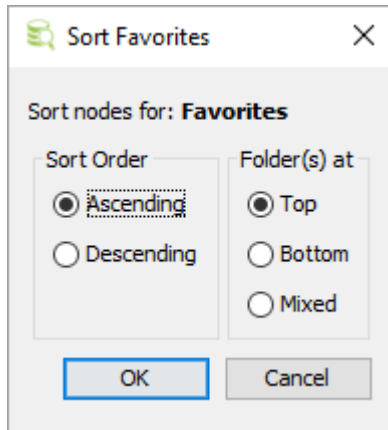 Sort Favorites
Sort nodes for: Favorites
Sort Order
Ascending
Descending
Folder(s) at
Top
Bottom
Mixed
OK
Cancel